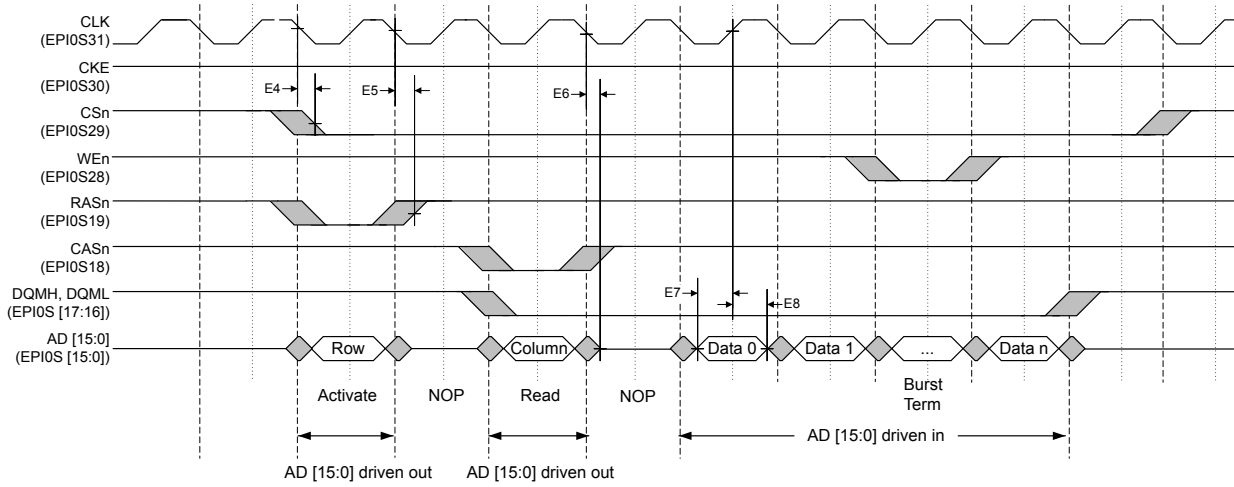 CLK
(EPI0S31)
CKE
(EPI0S30)
E4
E5
E6
CSn
(EPI0S29)
WEn
(EPI0S28)
RASn
(EPI0S19)
CASn
(EPI0S18)
DQMH, DQML
(EPI0S [17:16])
E7
E8
AD [15:0]
(EPI0S [15:0])
Row
Column
Data 0
Data 1
...
Data n
Activate
NOP
Read
NOP
Burst
Term
AD [15:0] driven in
AD [15:0] driven out
AD [15:0] driven out